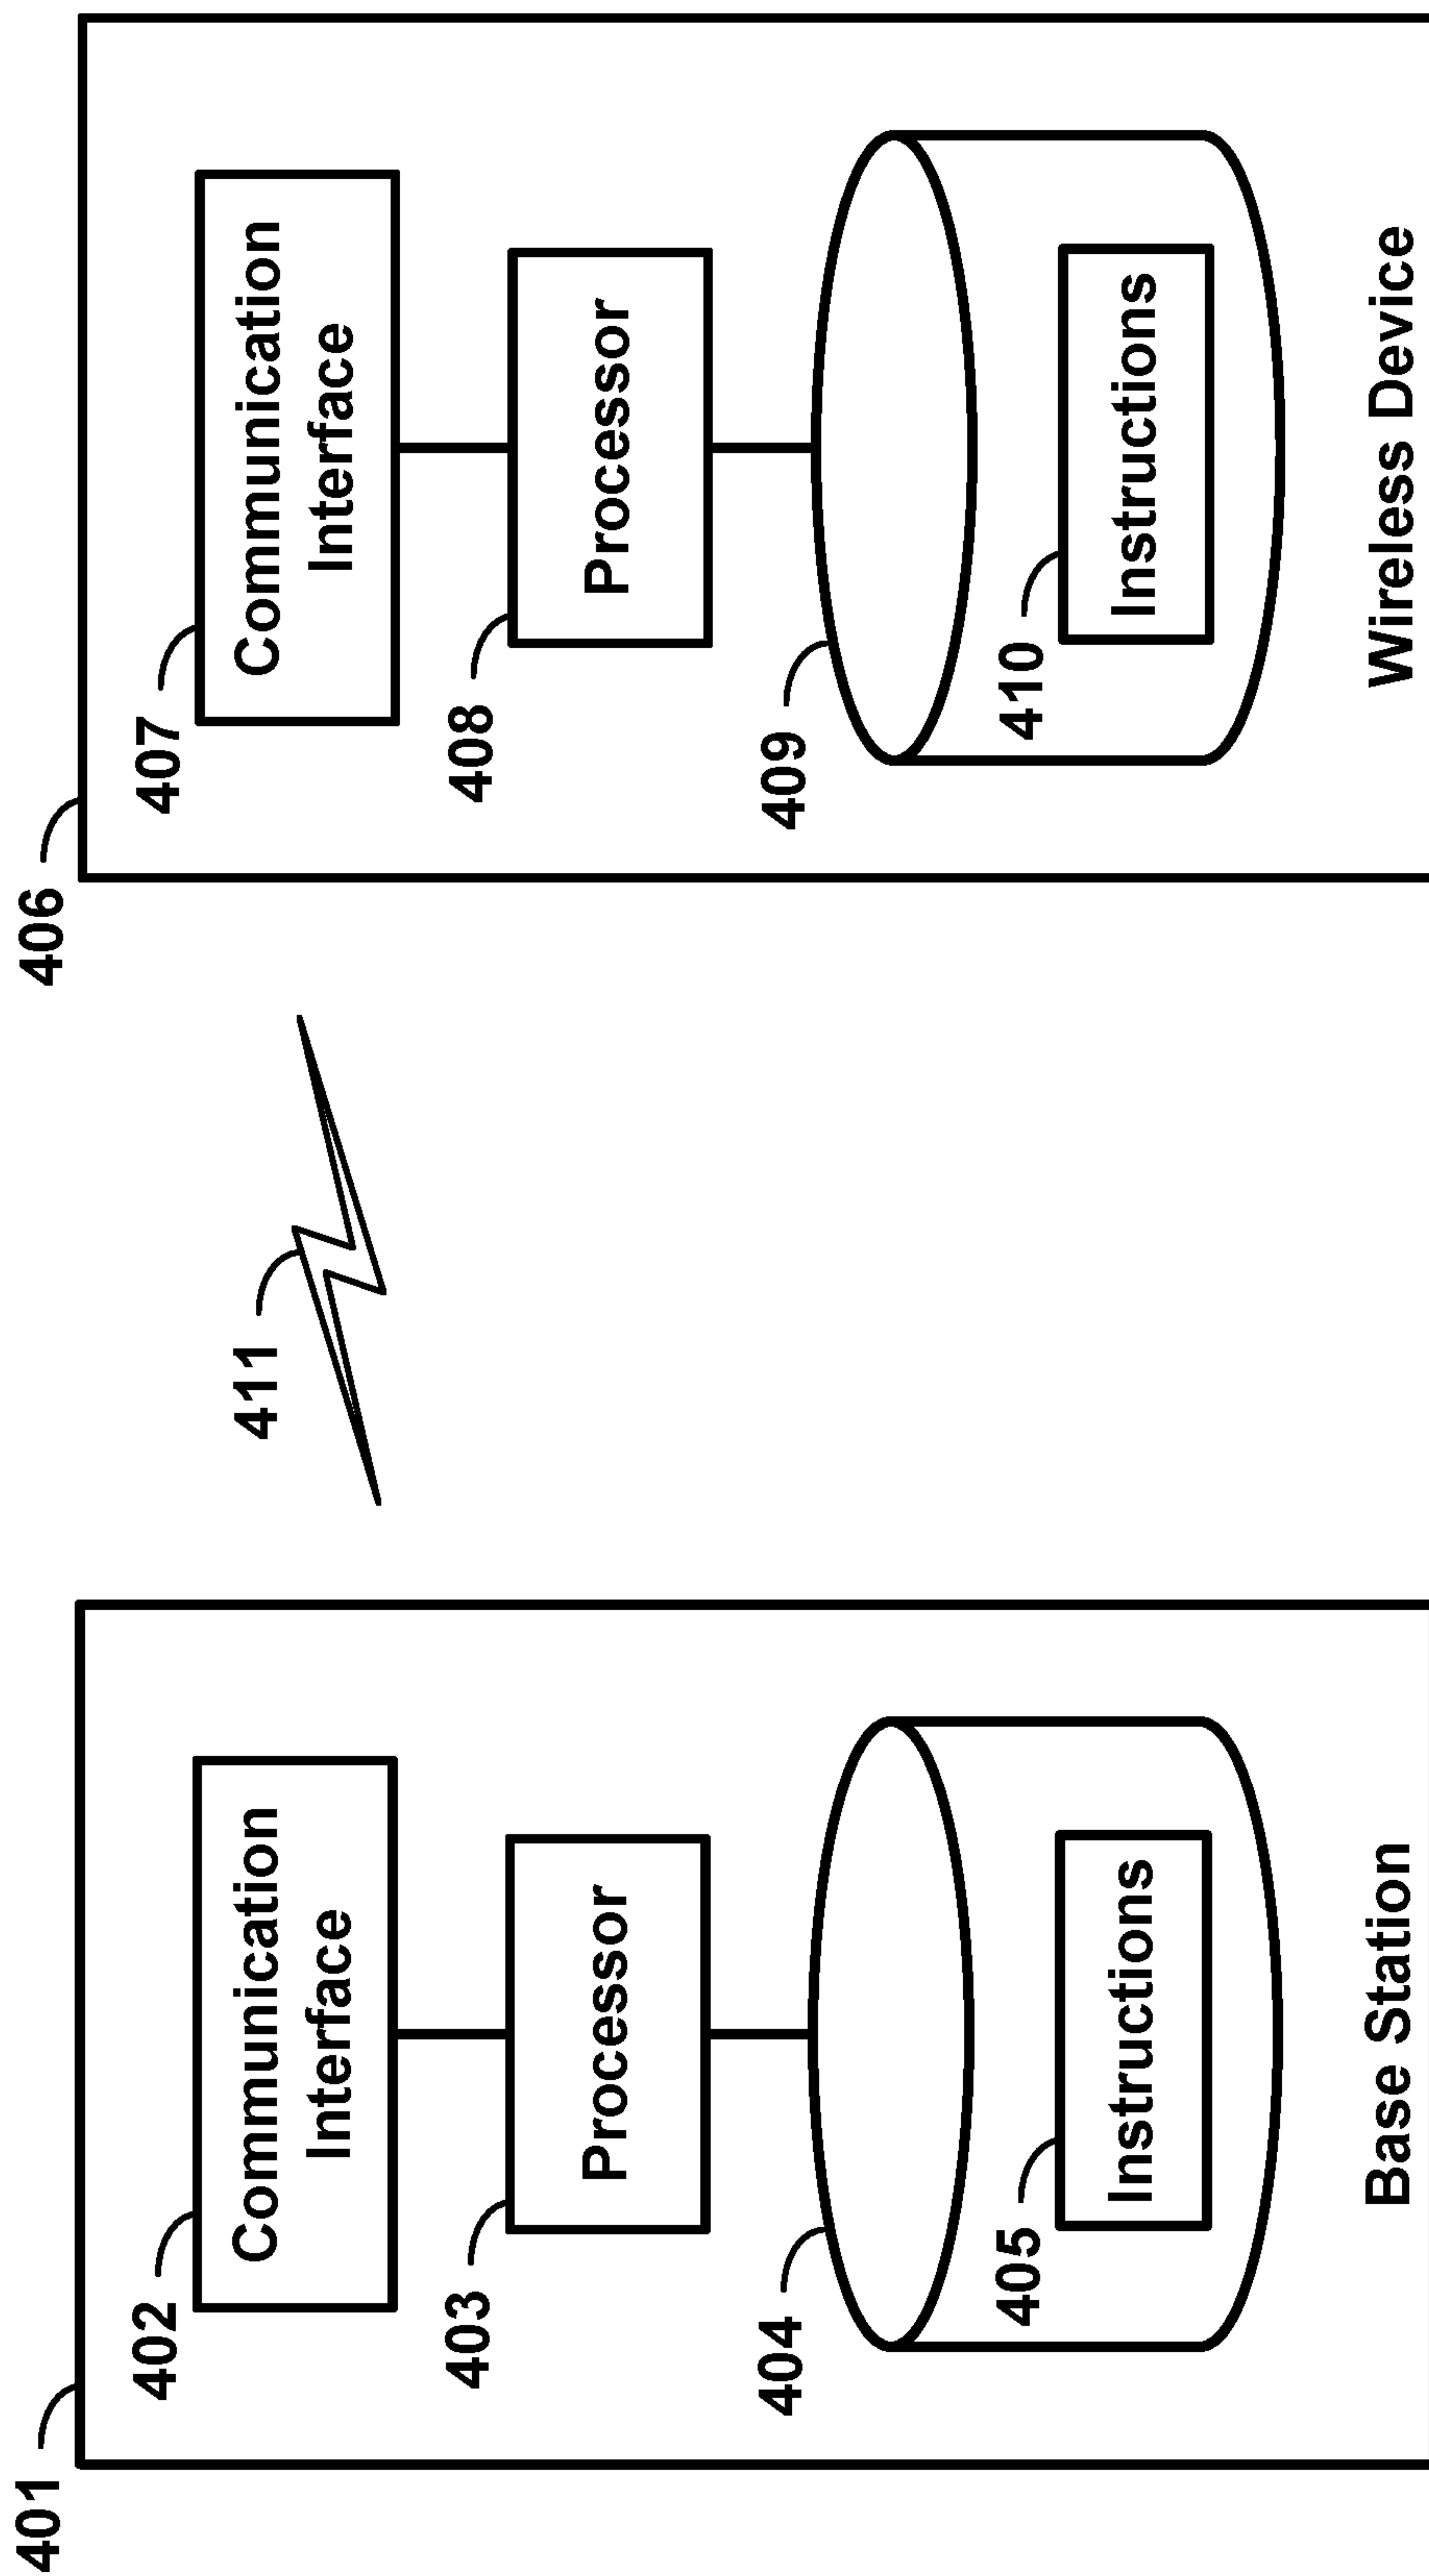 401
402
Communication
Interface
403
Processor
404
405
Instructions
Base Station
411
406
407
Communication
Interface
408
Processor
409
410
Instructions
Wireless Device